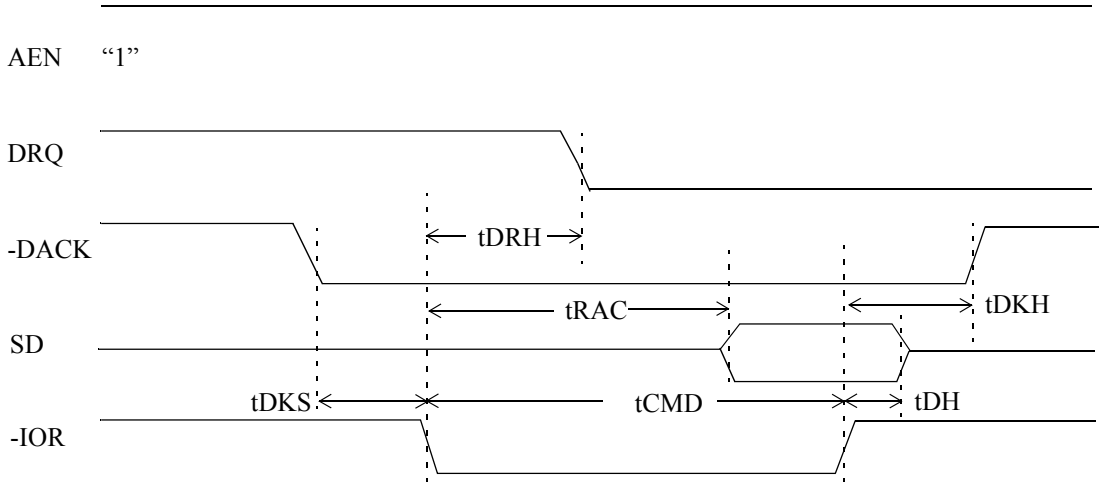 AEN “1”
DRQ
-DACK
tDRH
tRAC
tDKH
SD
tDKS
tCMD
tDH
-IOR